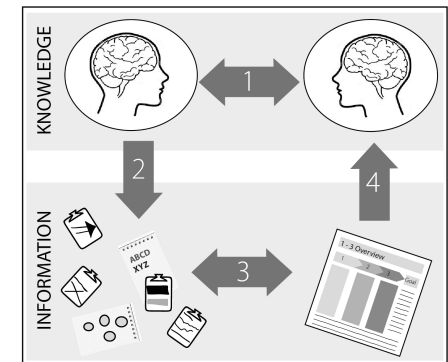 KNOWLEDGE
1
2
4
INFORMATION
ABCD
XYZ
3
1 - 3 Overview
1 2 3
Goal